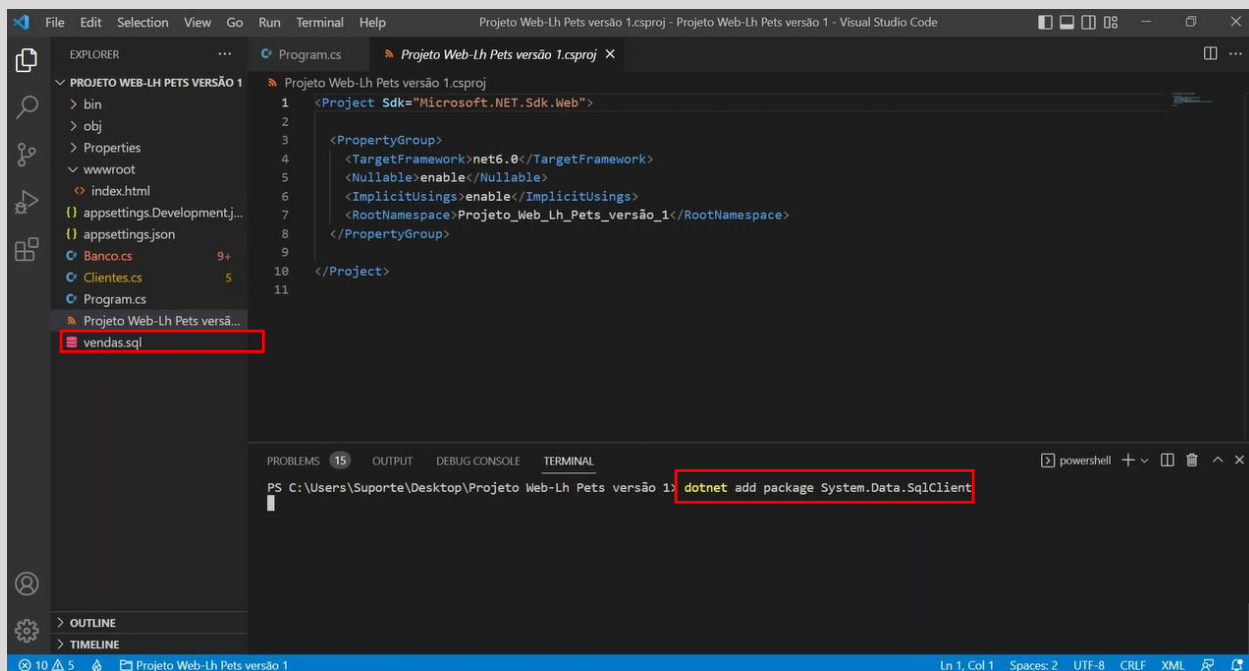 File Edit Selection View Go Run Terminal Help
Projeto Web-Lh Pets versão 1.csproj - Projeto Web-Lh Pets versão 1 - Visual Studio Code
EXPLORER
Program.cs
Projeto Web-Lh Pets versão 1.csproj
PROJETO WEB-LH PETS VERSÃO 1
bin
obj
Properties
wwwroot
index.html
appsettings.Development.j...
appsettings.json
Banco.cs 9+
Clientes.cs 5
Program.cs
Projeto Web-Lh Pets versã...
vendas.sql
Projeto Web-Lh Pets versão 1.csproj
1 <Project Sdk="Microsoft.NET.Sdk.Web">
2
3 <PropertyGroup>
4 <TargetFramework>net6.0</TargetFramework>
5 <Nullable>enable</Nullable>
6 <ImplicitUsings>enable</ImplicitUsings>
7 <RootNamespace>Projeto_Web_Lh_Pets_versão_1</RootNamespace>
8 </PropertyGroup>
9
10 </Project>
11
PROBLEMS 15 OUTPUT DEBUG CONSOLE TERMINAL
powershell
PS C:\Users\Suporte\Desktop\Projeto Web-Lh Pets versão 1> dotnet add package System.Data.SqlClient
OUTLINE
TIMELINE
10 5 Projeto Web-Lh Pets versão 1
Ln 1, Col 1 Spaces: 2 UTF-8 CRLF XML